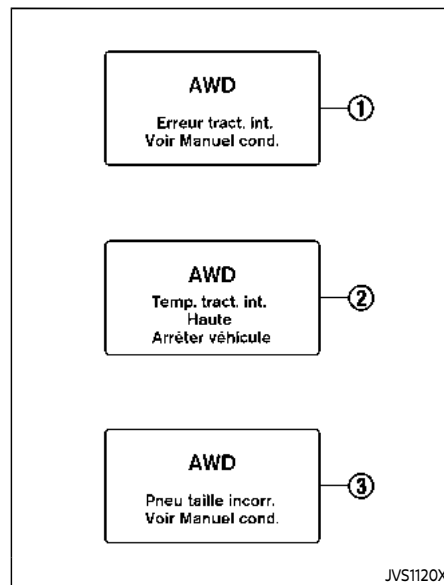 AWD
Erreur tract. int.
Voir Manuel cond.
1
AWD
Temp. tract. int.
Haute
Arrêter véhicule
2
AWD
Pneu taille incorr.
Voir Manuel cond.
3
JVS1120X